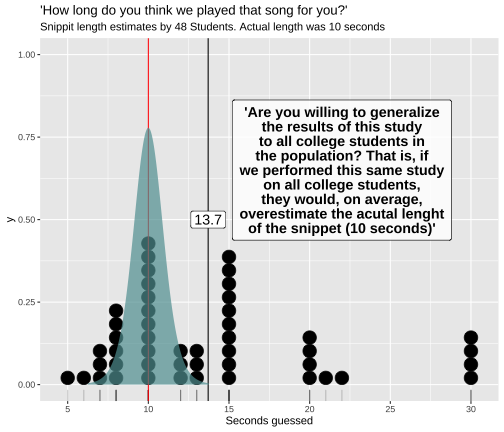 'How long do you think we played that song for you?'
Snippit length estimates by 48 Students. Actual length was 10 seconds
1.00
'Are you willing to generalize
the results of this study
to all college students in
the population? That is, if
we performed this same study
on all college students,
they would, on average,
overestimate the acutal lenght
of the snippet (10 seconds)'
0.75
y
0.50
13.7
0.25
0.00
5 10 15 20 25 30
Seconds guessed